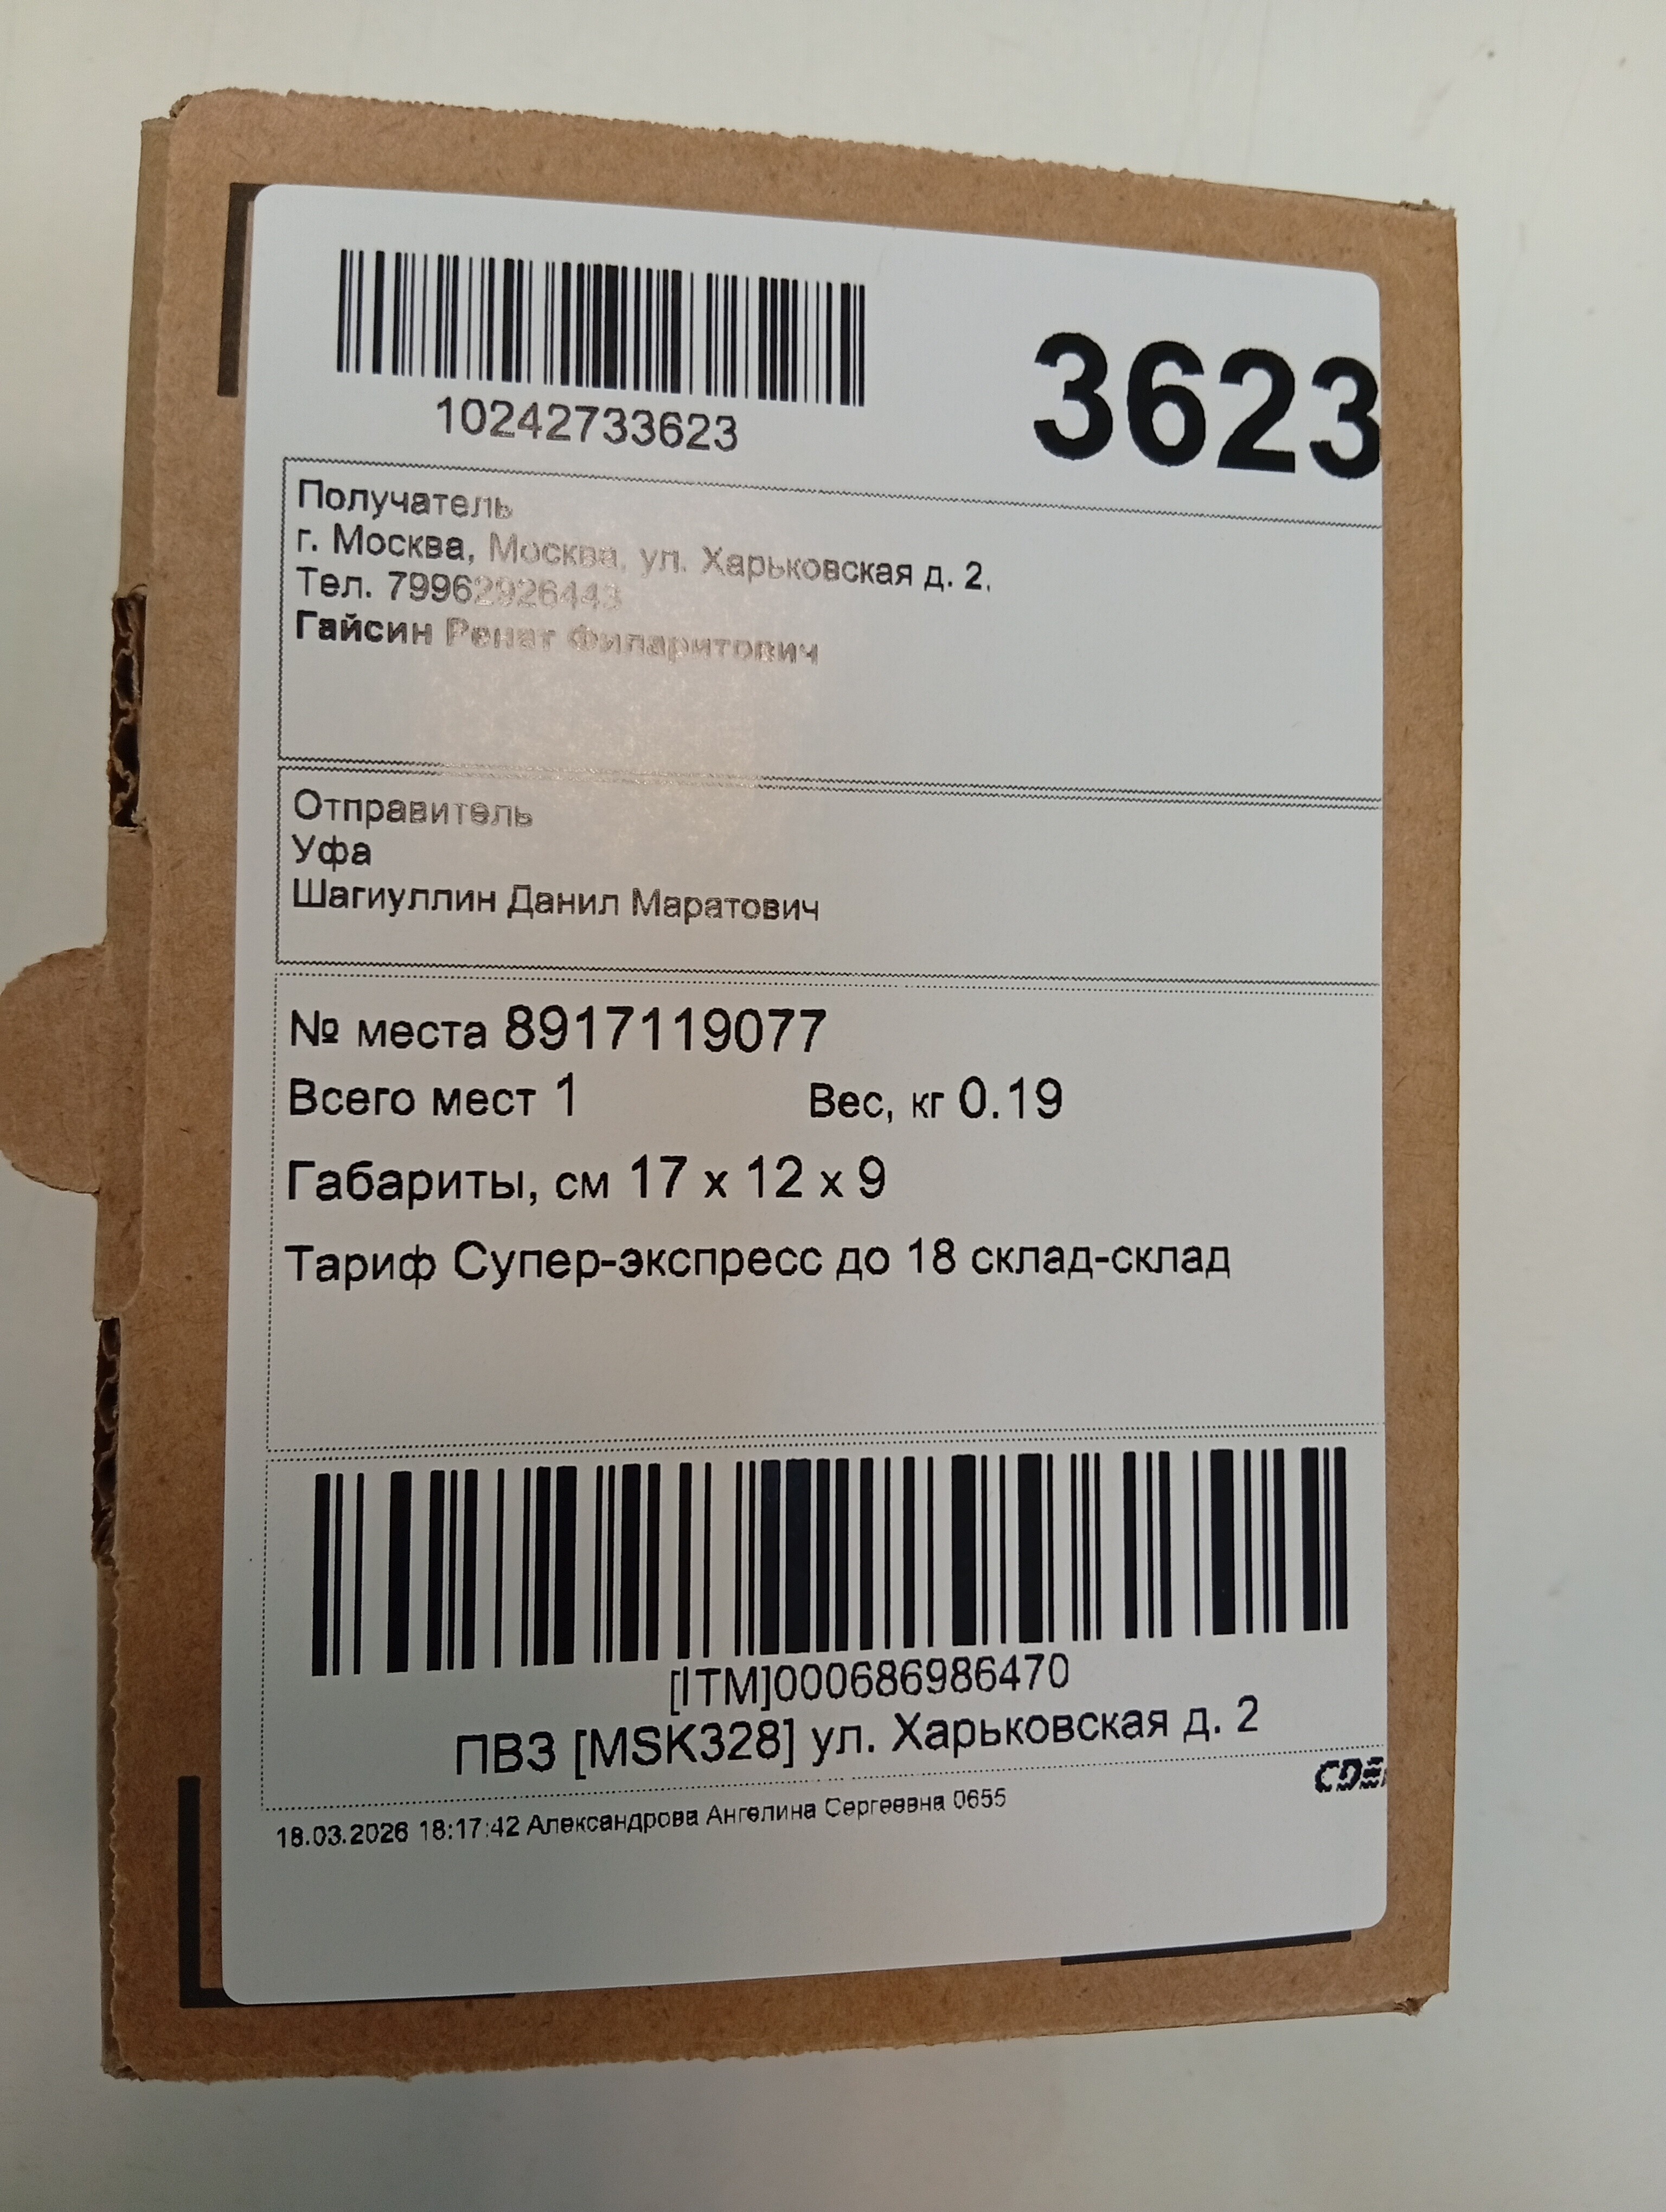 10242733623
3623
Получатель
г. Москва, Москва, ул. Харьковская д. 2,
Тел. 79962926443
Гайсин Ренат Филаритович
Отправитель
Уфа
Шагиуллин Данил Маратович
№ места 8917119077
Всего мест 1 Вес, кг 0.19
Габариты, см 17 x 12 x 9
Тариф Супер-экспресс до 18 склад-склад
[ITM]000686986470
ПВЗ [MSK328] ул. Харьковская д. 2
CDE
18.03.2026 18:17:42 Александрова Ангелина Сергеевна 0655